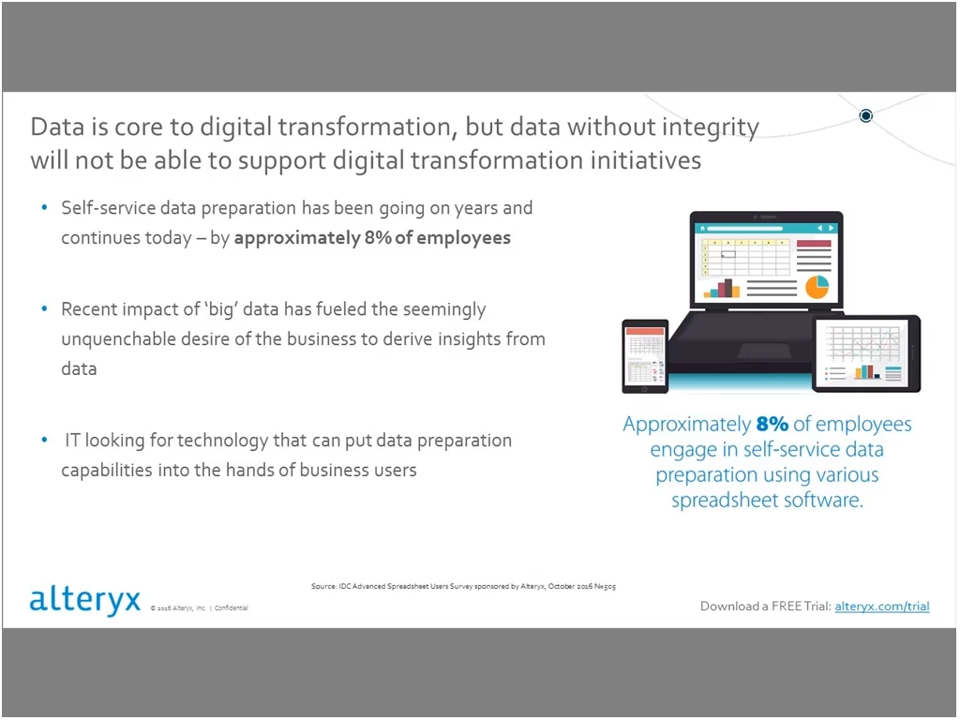 Data is core to digital transformation, but data without integrity
will not be able to support digital transformation initiatives
• Self-service data preparation has been going on years and
continues today – by approximately 8% of employees
• Recent impact of ‘big’ data has fueled the seemingly
unquenchable desire of the business to derive insights from
data
• IT looking for technology that can put data preparation
capabilities into the hands of business users
Approximately 8% of employees
engage in self-service data
preparation using various
spreadsheet software.
Source: IDC Advanced Spreadsheet Users Survey sponsored by Alteryx, October 2016 N=505
alteryx © 2018 Alteryx, Inc. | Confidential
Download a FREE Trial: alteryx.com/trial